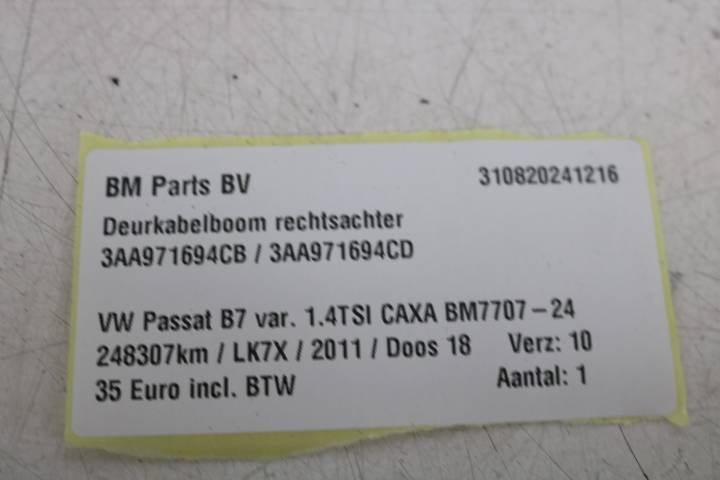 BM Parts BV 310820241216
Deurkabelboom rechtsachter
3AA971694CB / 3AA971694CD
VW Passat B7 var. 1.4TSI CAXA BM7707-24
248307km / LK7X / 2011 / Doos 18 Verz: 10
35 Euro incl. BTW Aantal: 1